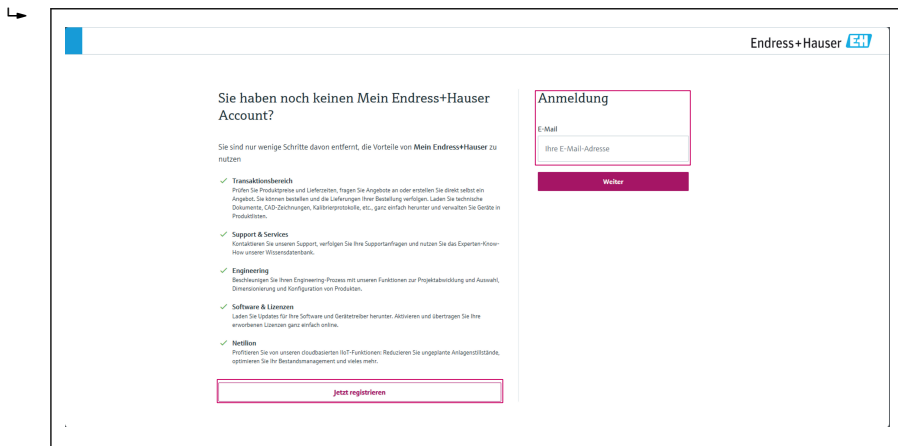 Endress+Hauser EH
Sie haben noch keinen Mein Endress+Hauser
Account?
Sie sind nur wenige Schritte davon entfernt, die Vorteile von Mein Endress+Hauser zu
nutzen
Transaktionsbereich
Prüfen Sie Produktpreise und Lieferzeiten, fragen Sie Angebote an oder erstellen Sie direkt selbst ein
Angebot. Sie können bestellen und die Lieferungen Ihrer Bestellung verfolgen. Laden Sie technische
Dokumente, CAD-Zeichnungen, Kalibrierprotokolle, etc., ganz einfach herunter und verwalten Sie Geräte in
Produktlisten.
Support & Services
Kontaktieren Sie unseren Support, verfolgen Sie Ihre Supportanfragen und nutzen Sie das Experten-Know-
How unserer Wissensdatenbank.
Engineering
Beschleunigen Sie Ihren Engineering-Prozess mit unseren Funktionen zur Projektabwicklung und Auswahl,
Dimensionierung und Konfiguration von Produkten.
Software & Lizenzen
Laden Sie Updates für Ihre Software und Gerätetreiber herunter. Aktivieren und übertragen Sie Ihre
erworbenen Lizenzen ganz einfach online.
Netilion
Profitieren Sie von unseren cloudbasierten IIoT-Funktionen: Reduzieren Sie ungeplante Anlagenstillstände,
optimieren Sie Ihr Bestandsmanagement und vieles mehr.
Jetzt registrieren
Anmeldung
E-Mail
Ihre E-Mail-Adresse
Weiter